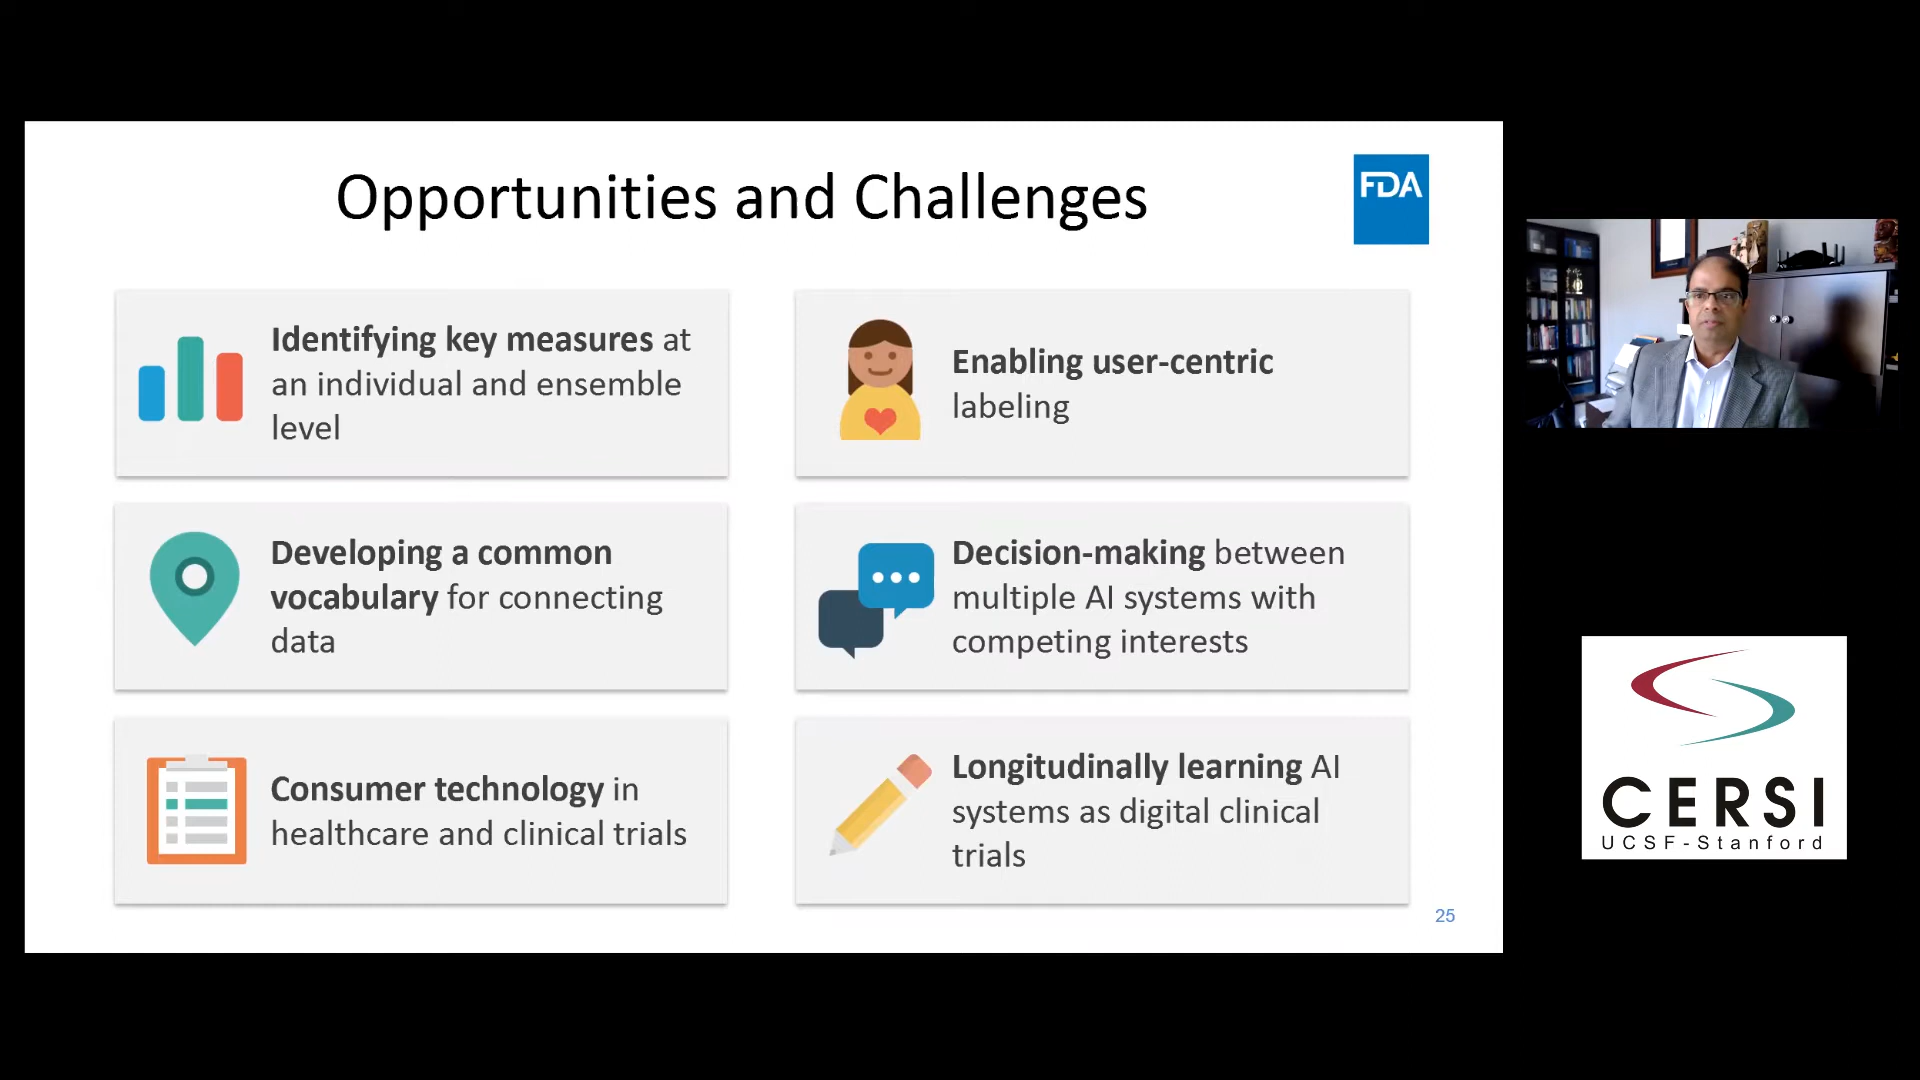 Opportunities and Challenges
FDA
Identifying key measures at
an individual and ensemble
level
Enabling user-centric
labeling
Developing a common
vocabulary for connecting
data
Decision-making between
multiple AI systems with
competing interests
Consumer technology in
healthcare and clinical trials
Longitudinally learning AI
systems as digital clinical
trials
25
CERSI
UCSF-Stanford